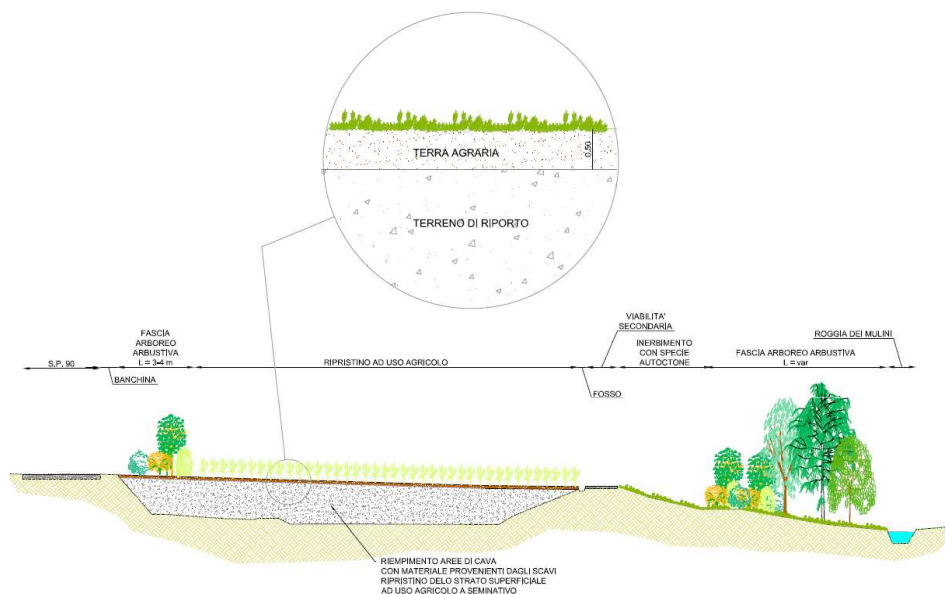 TERRA AGRARIA
0,50
TERRENO DI RIPORTO
S.P. 90
BANCHINA
FASCIA
ARBOREO
ARBUSTIVA
L = 3-4 m
RIPRISTINO AD USO AGRICOLO
FOSSO
VIABILITA'
SECONDARIA
INERBIMENTO
CON SPECIE
AUTOCTONE
FASCIA ARBOREO ARBUSTIVA
L = var
ROGGIA DEI MULINI
RIEMPIMENTO AREE DI CAVA
CON MATERIALE PROVENIENTI DAGLI SCAVI
RIPRISTINO DELO STRATO SUPERFICIALE
AD USO AGRICOLO A SEMINATIVO